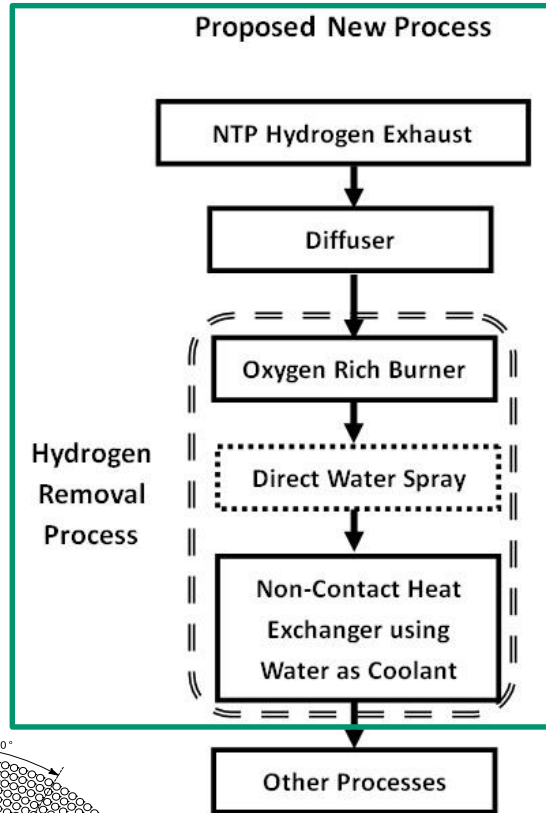 Proposed New Process
NTP Hydrogen Exhaust
Diffuser
Oxygen Rich Burner
Hydrogen
Removal
Process
Direct Water Spray
Non-Contact Heat
Exchanger using
Water as Coolant
Other Processes